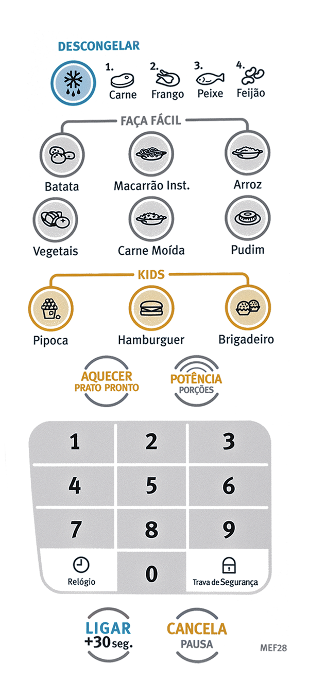 DESCONGELAR
1. 2. 3. 4.
Carne Frango Peixe Feijão
FAÇA FÁCIL
Batata Macarrão Inst. Arroz
Vegetais Carne Moída Pudim
KIDS
Pipoca Hamburguer Brigadeiro
AQUECER POTÊNCIA
PRATO PRONTO PORÇÕES
1 2 3
4 5 6
7 8 9
0
Relógio Trava de Segurança
LIGAR CANCELA
+30seg. PAUSA
MEF28